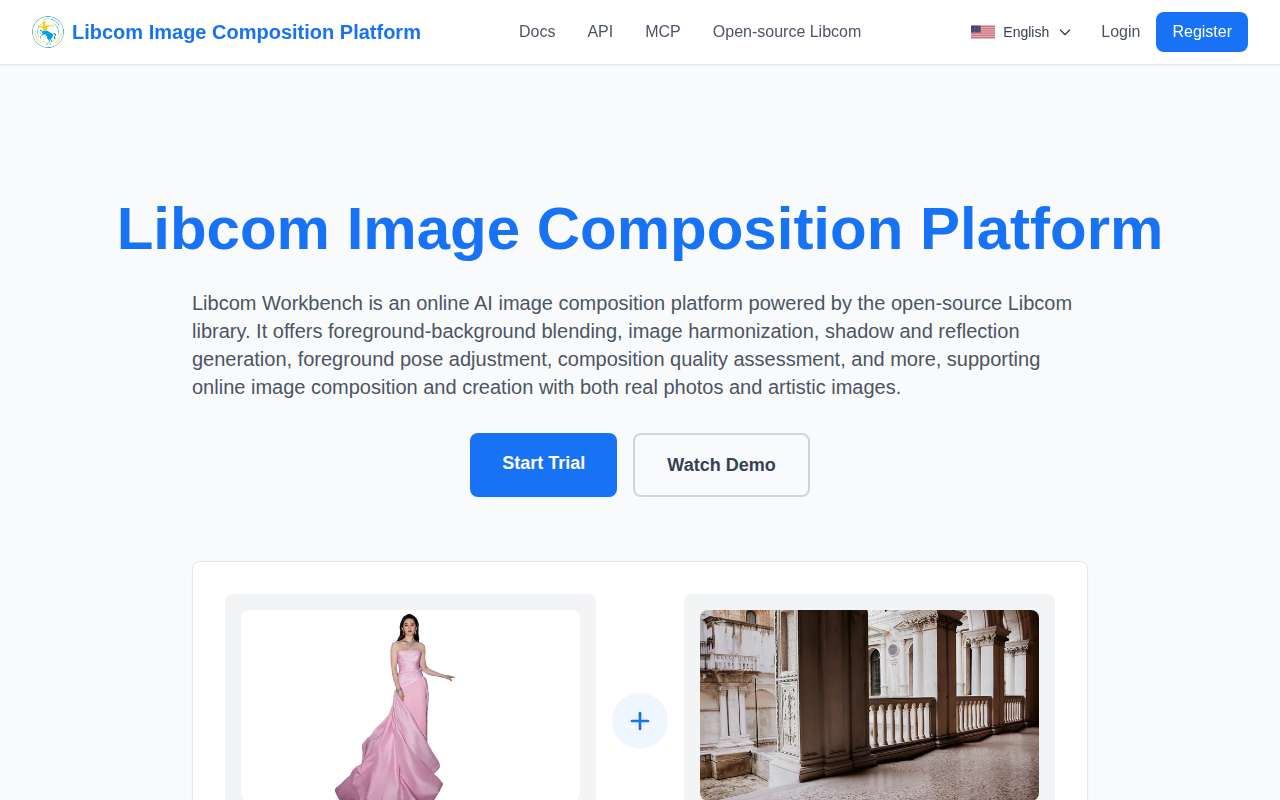 Libcom Image Composition Platform
Docs
API
MCP
Open-source Libcom
English
Login
Register
Libcom Image Composition Platform
Libcom Workbench is an online AI image composition platform powered by the open-source Libcom
library. It offers foreground-background blending, image harmonization, shadow and reflection
generation, foreground pose adjustment, composition quality assessment, and more, supporting
online image composition and creation with both real photos and artistic images.
Start Trial
Watch Demo